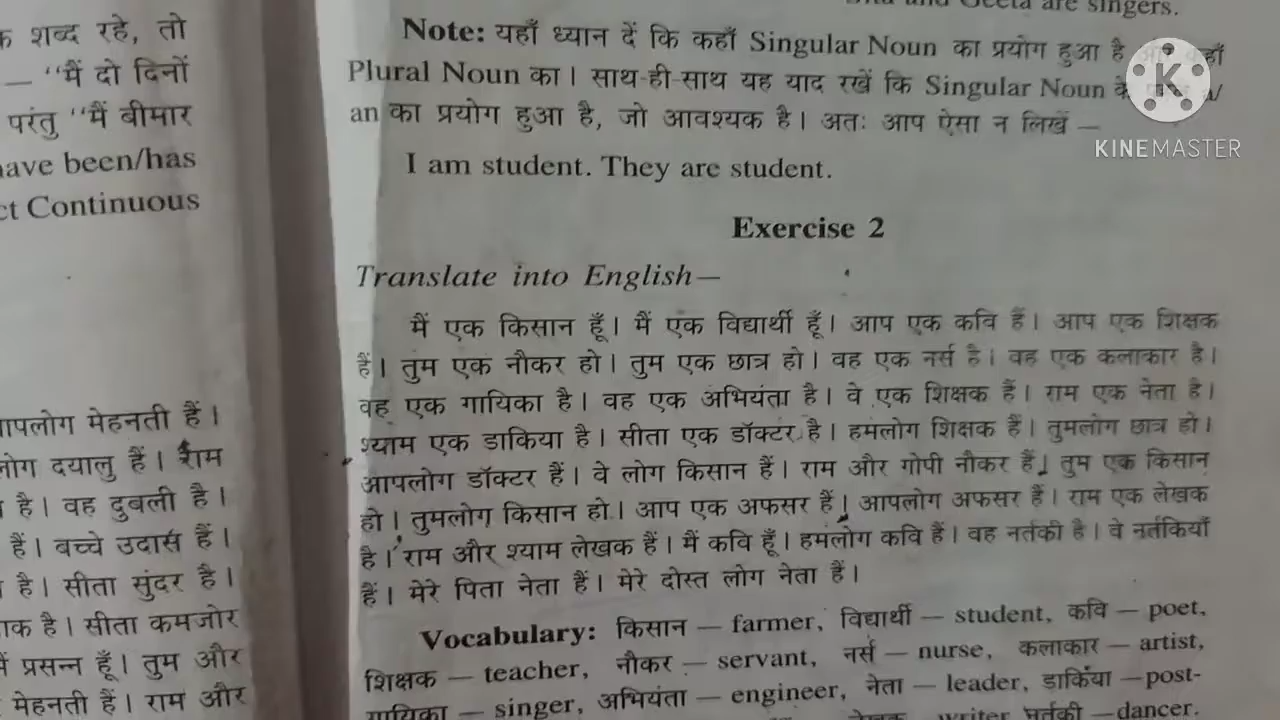 are singers.
Note: यहाँ ध्यान दें कि कहाँ Singular Noun का प्रयोग हुआ है
Plural Noun का। साथ-ही-साथ यह याद रखें कि Singular Noun के
an का प्रयोग हुआ है, जो आवश्यक है। अतः आप ऐसा न लिखें —
I am student. They are student.
Exercise 2
Translate into English—
मैं एक किसान हूँ। मैं एक विद्यार्थी हूँ। आप एक कवि हैं। आप एक शिक्षक
हैं। तुम एक नौकर हो। तुम एक छात्र हो। वह एक नर्स है। वह एक कलाकार है।
वह एक गायिका है। वह एक अभियंता है। वे एक शिक्षक हैं। राम एक नेता है।
श्याम एक डाकिया है। सीता एक डॉक्टर है। हमलोग शिक्षक हैं। तुमलोग छात्र हो।
आपलोग डॉक्टर हैं। वे लोग किसान हैं। राम और गोपी नौकर हैं। तुम एक किसान
हो। तुमलोग किसान हो। आप एक अफसर हैं। आपलोग अफसर हैं। राम एक लेखक
है। राम और श्याम लेखक हैं। मैं कवि हूँ। हमलोग कवि हैं। वह नर्तकी है। वे नर्तकियाँ
हैं। मेरे पिता नेता हैं। मेरे दोस्त लोग नेता हैं।
Vocabulary: किसान — farmer, विद्यार्थी — student, कवि — poet,
शिक्षक — teacher, नौकर — servant, नर्स — nurse, कलाकार — artist,
गायिका — singer, अभियंता — engineer, नेता — leader, डाकिया —post-
writer नर्तकी —dancer.
शब्द रहे, तो
— "मैं दो दिनों
परंतु "मैं बीमार
have been/has
Continuous
आपलोग मेहनती हैं।
दयालु हैं। राम
है। वह दुबली है।
हैं। बच्चे उदास हैं।
है। सीता सुंदर है।
है। सीता कमजोर
प्रसन्न हूँ। तुम और
मेहनती हैं। राम और
KINEMASTER